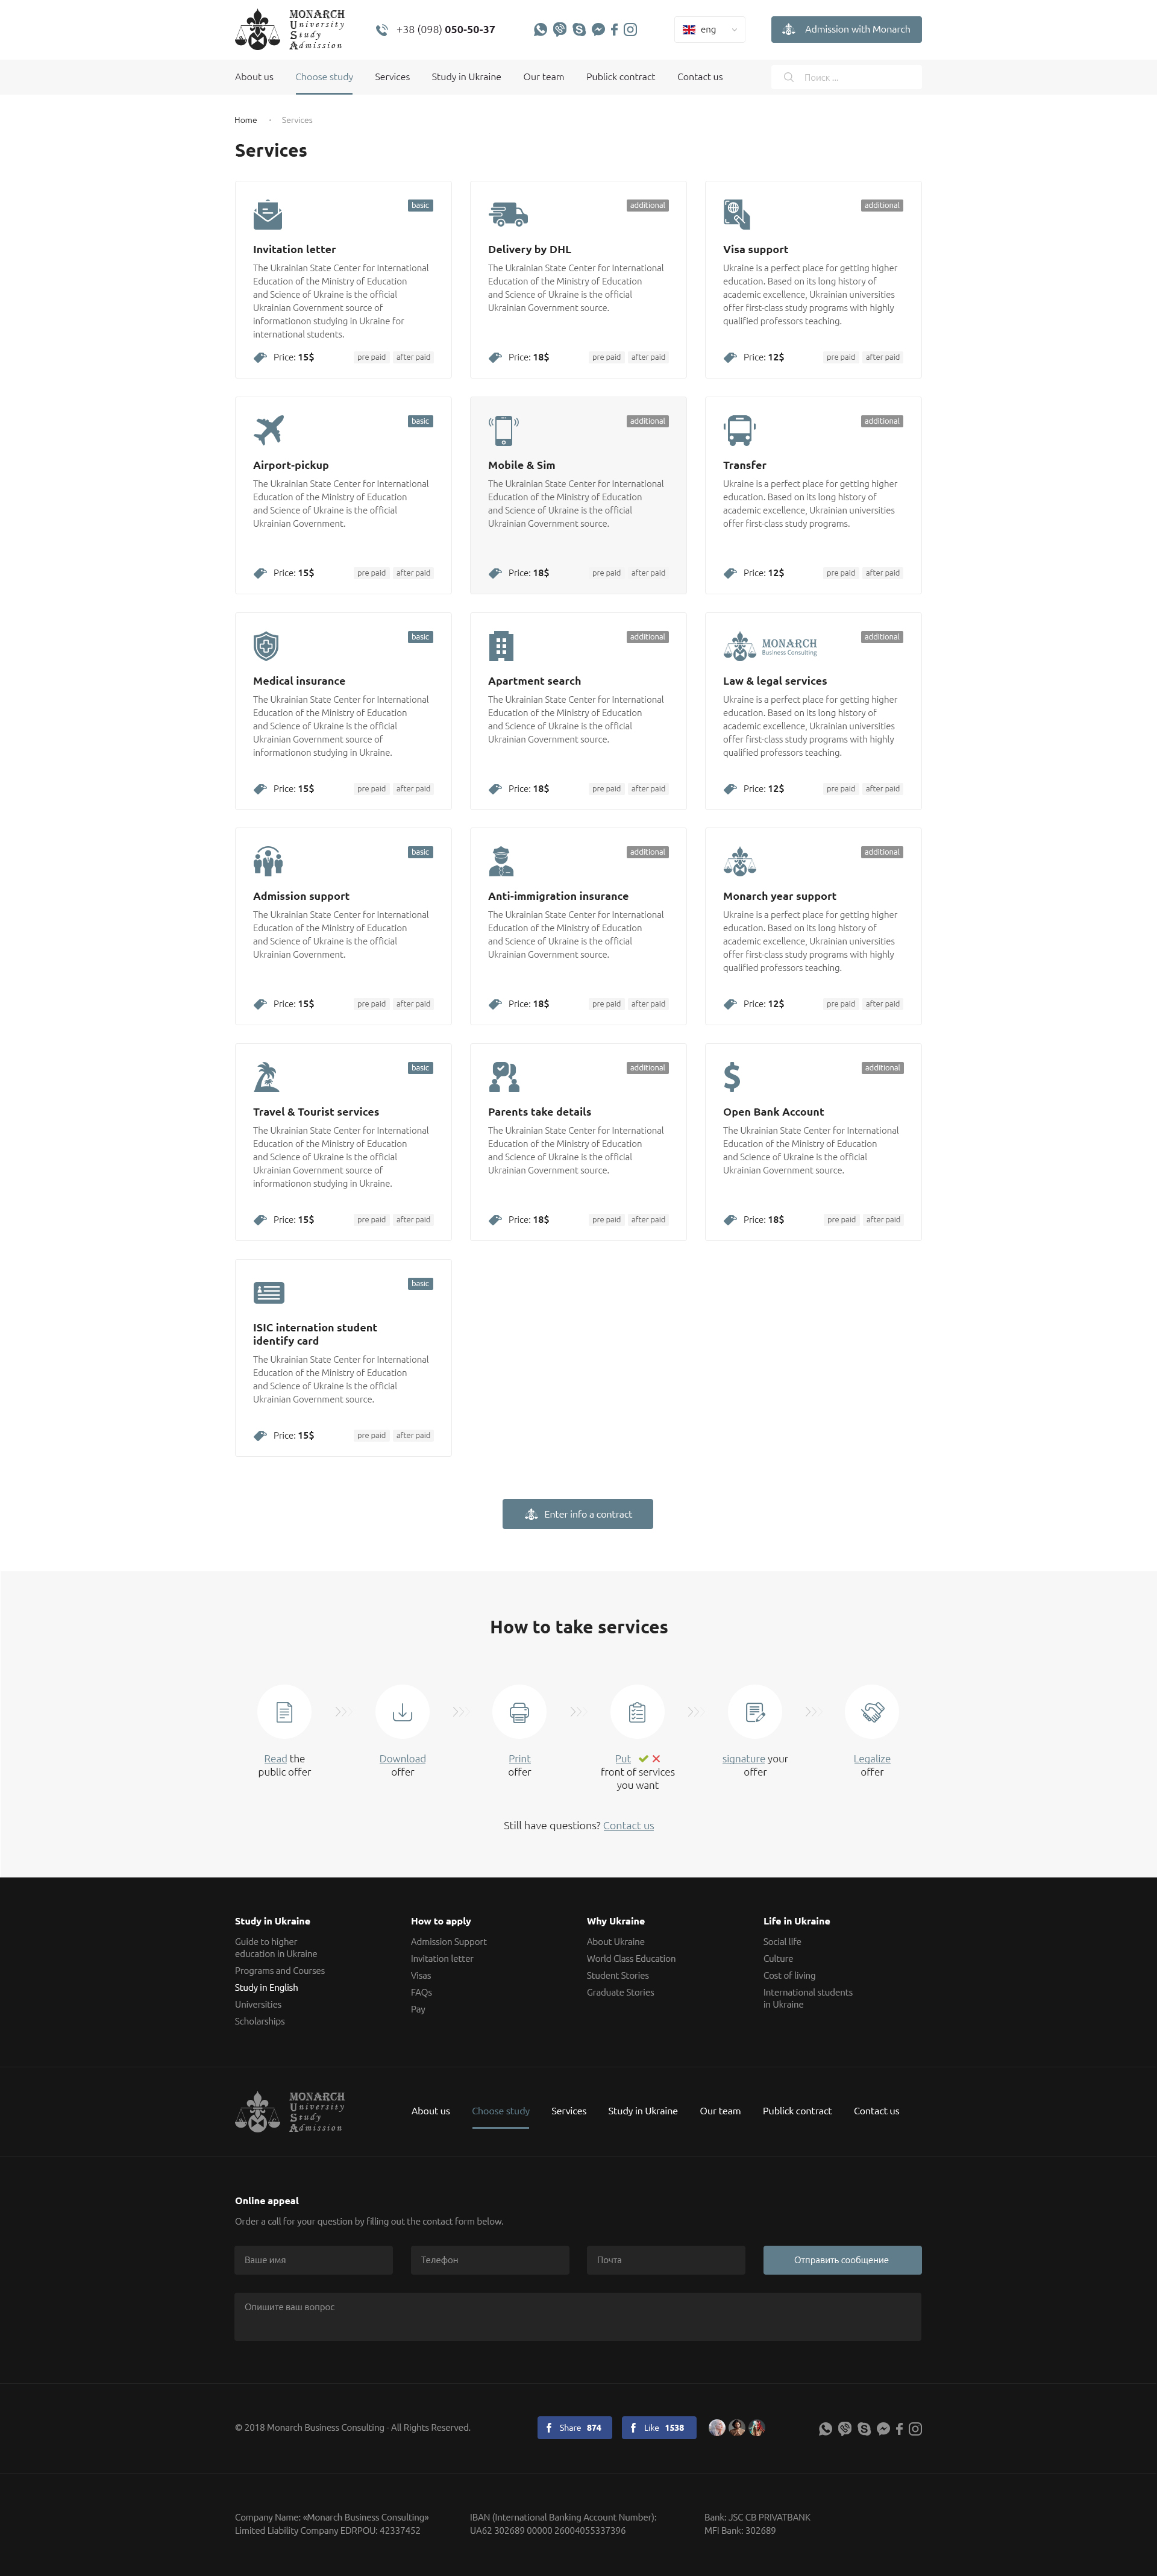 MONARCH
University
Study
Admission
+38 (098) 050-50-37
eng
Admission with Monarch
About us
Choose study
Services
Study in Ukraine
Our team
Publick contract
Contact us
Поиск ...
Home
Services
Services
basic
Invitation letter
The Ukrainian State Center for International
Education of the Ministry of Education
and Science of Ukraine is the official
Ukrainian Government source of
informationon studying in Ukraine for
international students.
Price: 15$
pre paid
after paid
additional
Delivery by DHL
The Ukrainian State Center for International
Education of the Ministry of Education
and Science of Ukraine is the official
Ukrainian Government source.
Price: 18$
pre paid
after paid
additional
Visa support
Ukraine is a perfect place for getting higher
education. Based on its long history of
academic excellence, Ukrainian universities
offer first-class study programs with highly
qualified professors teaching.
Price: 12$
pre paid
after paid
basic
Airport-pickup
The Ukrainian State Center for International
Education of the Ministry of Education
and Science of Ukraine is the official
Ukrainian Government.
Price: 15$
pre paid
after paid
additional
Mobile & Sim
The Ukrainian State Center for International
Education of the Ministry of Education
and Science of Ukraine is the official
Ukrainian Government source.
Price: 18$
pre paid
after paid
additional
Transfer
Ukraine is a perfect place for getting higher
education. Based on its long history of
academic excellence, Ukrainian universities
offer first-class study programs.
Price: 12$
pre paid
after paid
basic
Medical insurance
The Ukrainian State Center for International
Education of the Ministry of Education
and Science of Ukraine is the official
Ukrainian Government source of
informationon studying in Ukraine.
Price: 15$
pre paid
after paid
additional
Apartment search
The Ukrainian State Center for International
Education of the Ministry of Education
and Science of Ukraine is the official
Ukrainian Government source.
Price: 18$
pre paid
after paid
MONARCH
Business Consulting
additional
Law & legal services
Ukraine is a perfect place for getting higher
education. Based on its long history of
academic excellence, Ukrainian universities
offer first-class study programs with highly
qualified professors teaching.
Price: 12$
pre paid
after paid
basic
Admission support
The Ukrainian State Center for International
Education of the Ministry of Education
and Science of Ukraine is the official
Ukrainian Government.
Price: 15$
pre paid
after paid
additional
Anti-immigration insurance
The Ukrainian State Center for International
Education of the Ministry of Education
and Science of Ukraine is the official
Ukrainian Government source.
Price: 18$
pre paid
after paid
additional
Monarch year support
Ukraine is a perfect place for getting higher
education. Based on its long history of
academic excellence, Ukrainian universities
offer first-class study programs with highly
qualified professors teaching.
Price: 12$
pre paid
after paid
basic
Travel & Tourist services
The Ukrainian State Center for International
Education of the Ministry of Education
and Science of Ukraine is the official
Ukrainian Government source of
informationon studying in Ukraine.
Price: 15$
pre paid
after paid
additional
Parents take details
The Ukrainian State Center for International
Education of the Ministry of Education
and Science of Ukraine is the official
Ukrainian Government source.
Price: 18$
pre paid
after paid
additional
Open Bank Account
The Ukrainian State Center for International
Education of the Ministry of Education
and Science of Ukraine is the official
Ukrainian Government source.
Price: 18$
pre paid
after paid
basic
ISIC internation student
identify card
The Ukrainian State Center for International
Education of the Ministry of Education
and Science of Ukraine is the official
Ukrainian Government source.
Price: 15$
pre paid
after paid
Enter info a contract
How to take services
Read the
public offer
Download
offer
Print
offer
Put
front of services
you want
signature your
offer
Legalize
offer
Still have questions? Contact us
Study in Ukraine
Guide to higher
education in Ukraine
Programs and Courses
Study in English
Universities
Scholarships
How to apply
Admission Support
Invitation letter
Visas
FAQs
Pay
Why Ukraine
About Ukraine
World Class Education
Student Stories
Graduate Stories
Life in Ukraine
Social life
Culture
Cost of living
International students
in Ukraine
MONARCH
University
Study
Admission
About us
Choose study
Services
Study in Ukraine
Our team
Publick contract
Contact us
Online appeal
Order a call for your question by filling out the contact form below.
Ваше имя
Телефон
Почта
Отправить сообщение
Опишите ваш вопрос
© 2018 Monarch Business Consulting - All Rights Reserved.
Share 874
Like 1538
Company Name: «Monarch Business Consulting»
Limited Liability Company EDRPOU: 42337452
IBAN (International Banking Account Number):
UA62 302689 00000 26004055337396
Bank: JSC CB PRIVATBANK
MFI Bank: 302689